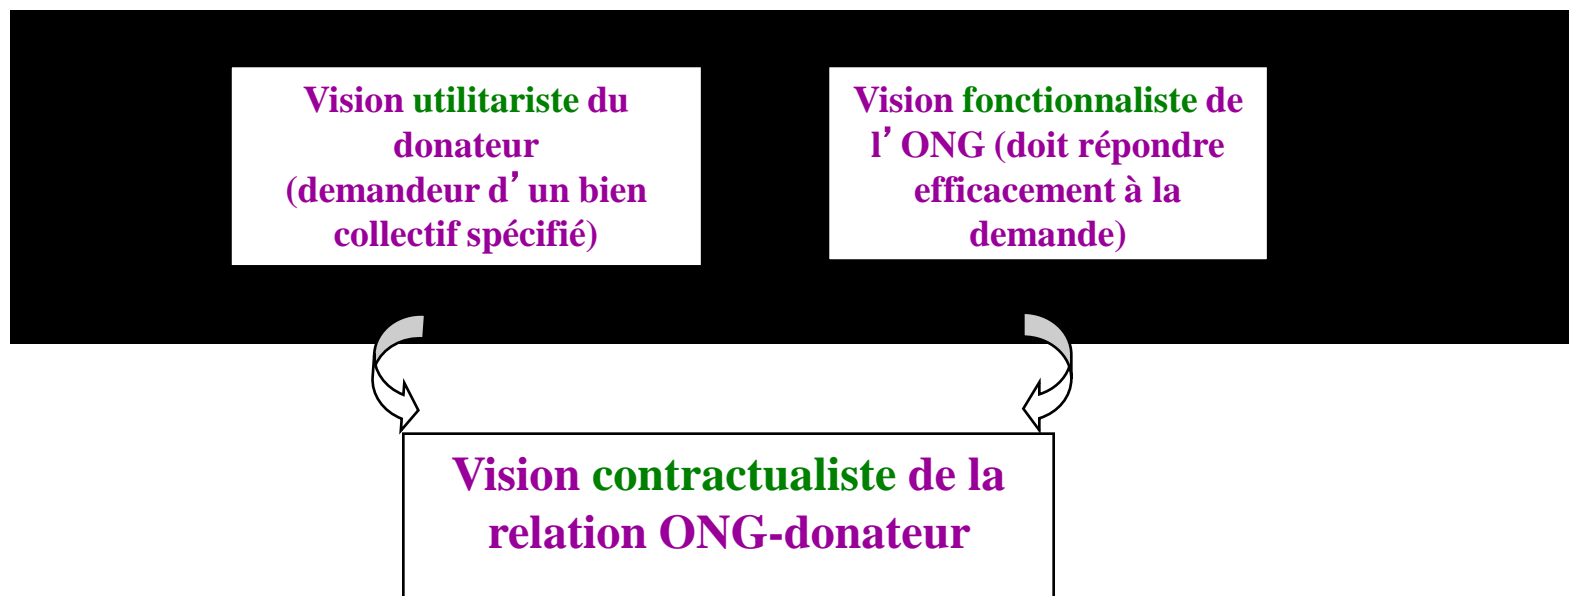 Vision utilitariste du
donateur
(demandeur d’ un bien
collectif spécifié)
Vision fonctionnaliste de
l’ ONG (doit répondre
efficacement à la
demande)
Vision contractualiste de la
relation ONG-donateur